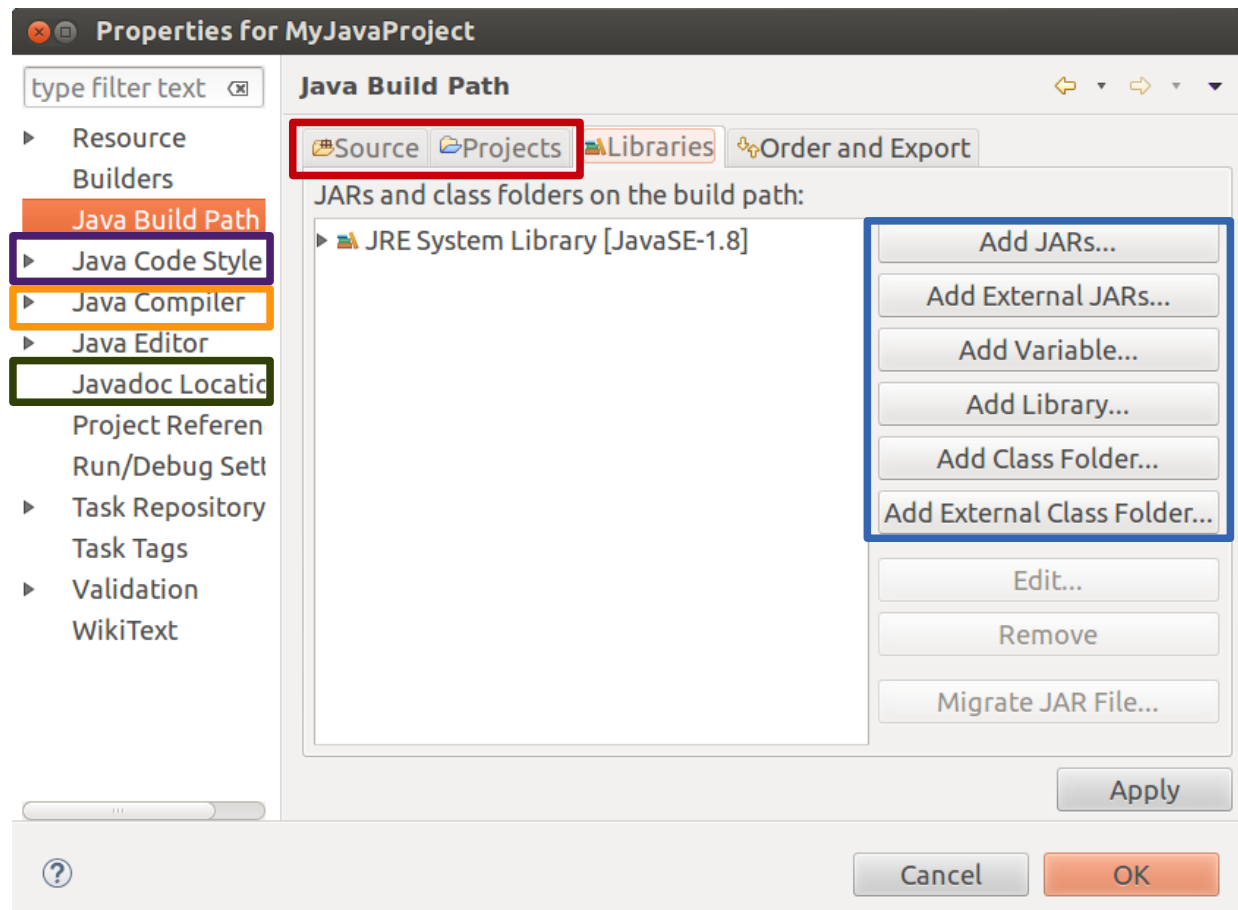 Properties for MyJavaProject
type filter text
Java Build Path
Resource
Builders
Java Build Path
Java Code Style
Java Compiler
Java Editor
Javadoc Locatic
Project Referen
Run/Debug Sett
Task Repository
Task Tags
Validation
WikiText
Source Projects Libraries Order and Export
JARs and class folders on the build path:
JRE System Library [JavaSE-1.8]
Add JARs...
Add External JARs...
Add Variable...
Add Library...
Add Class Folder...
Add External Class Folder...
Edit...
Remove
Migrate JAR File...
Apply
Cancel OK